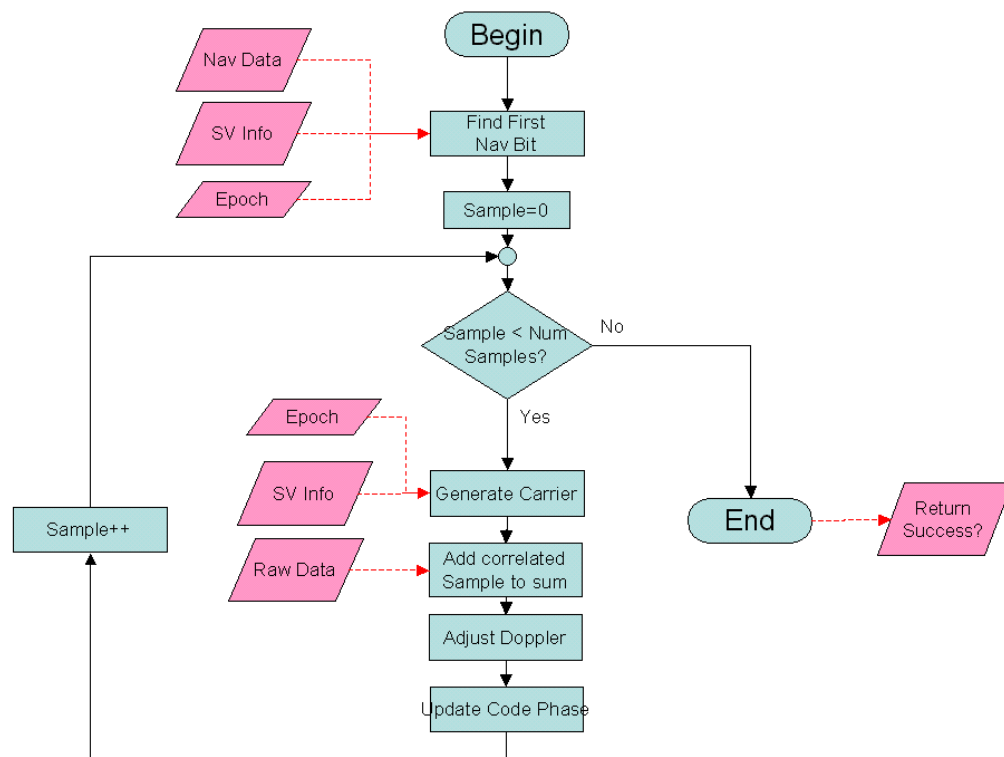 Begin
Nav Data
Find First
Nav Bit
SV Info
Epoch
Sample=0
Sample < Num
Samples?
No
Yes
Epoch
Generate Carrier
SV Info
Sample++
End
Return
Success?
Raw Data
Add correlated
Sample to sum
Adjust Doppler
Update Code Phase